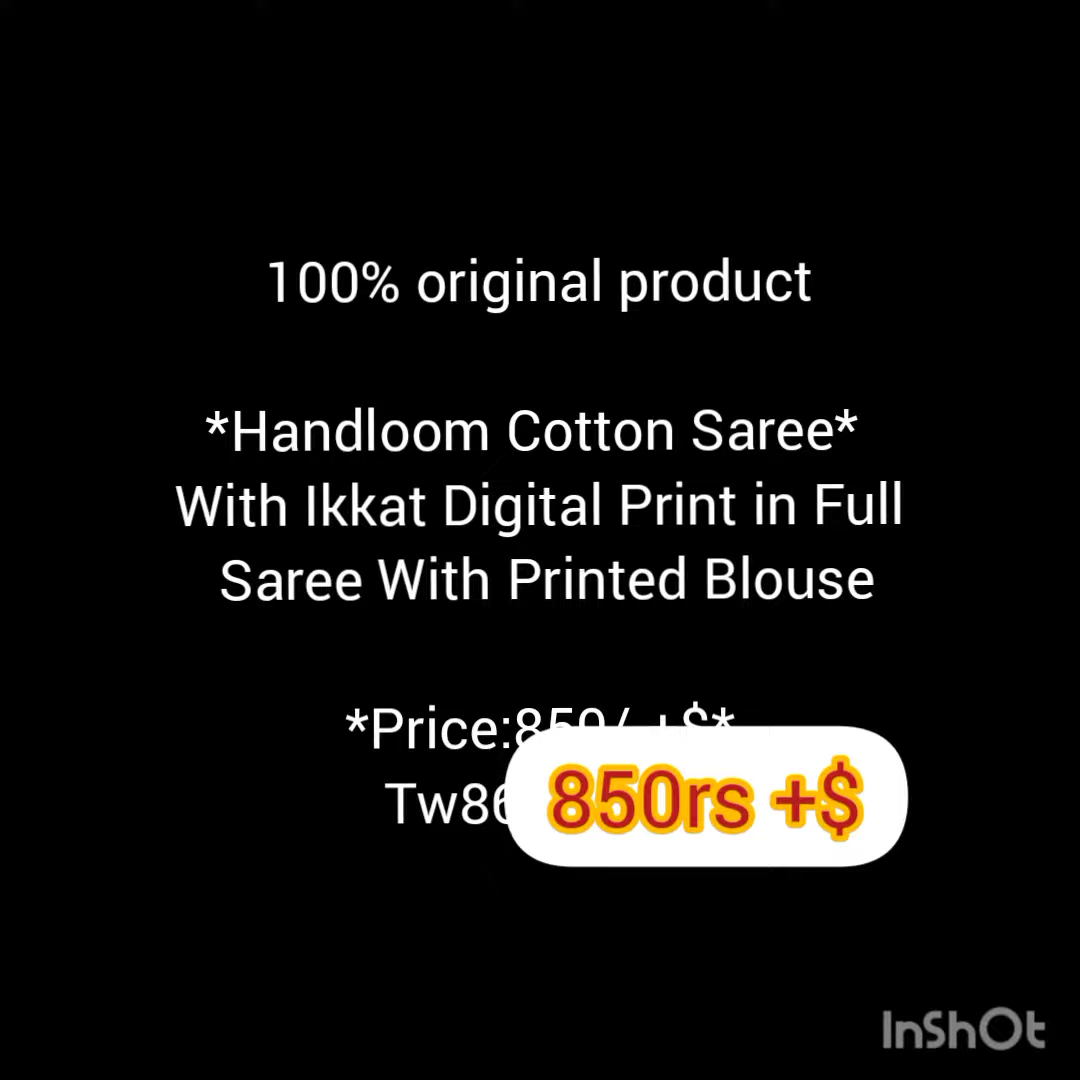 100% original product
*Handloom Cotton Saree*
With Ikkat Digital Print in Full
Saree With Printed Blouse
*Price:850/ +$*
850rs +$
InShOt